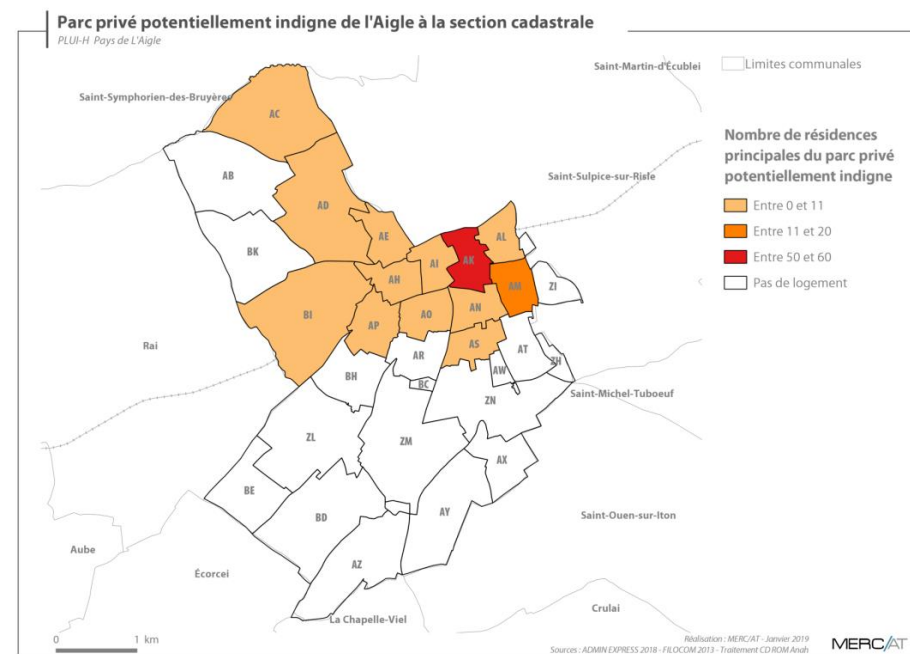 Parc privé potentiellement indigne de l'Aigle à la section cadastrale
PLUI-H Pays de L'Aigle
Saint-Martin-d'Écublei
Limites communales
Saint-Symphorien-des-Bruyères
AC
Nombre de résidences
principales du parc privé
potentiellement indigne
AB
Saint-Sulpice-sur-Risle
AD
Entre 0 et 11
AE
AL
Entre 11 et 20
BK
AI
AK
Entre 50 et 60
AH
AM
ZI
Pas de logement
BI
AP
AO
AN
Rai
AR
AS
AT
ZH
BH
BC
AW
Saint-Michel-Tuboeuf
ZN
ZL
ZM
AX
BE
BD
AY
Saint-Ouen-sur-Iton
Aube
Écorcei
AZ
Crulai
La Chapelle-Viel
0 1 km
Réalisation : MERC/AT - Janvier 2019
Sources : ADMIN EXPRESS 2018 - FILOCOM 2013 - Traitement CD ROM Anah
MERC/AT